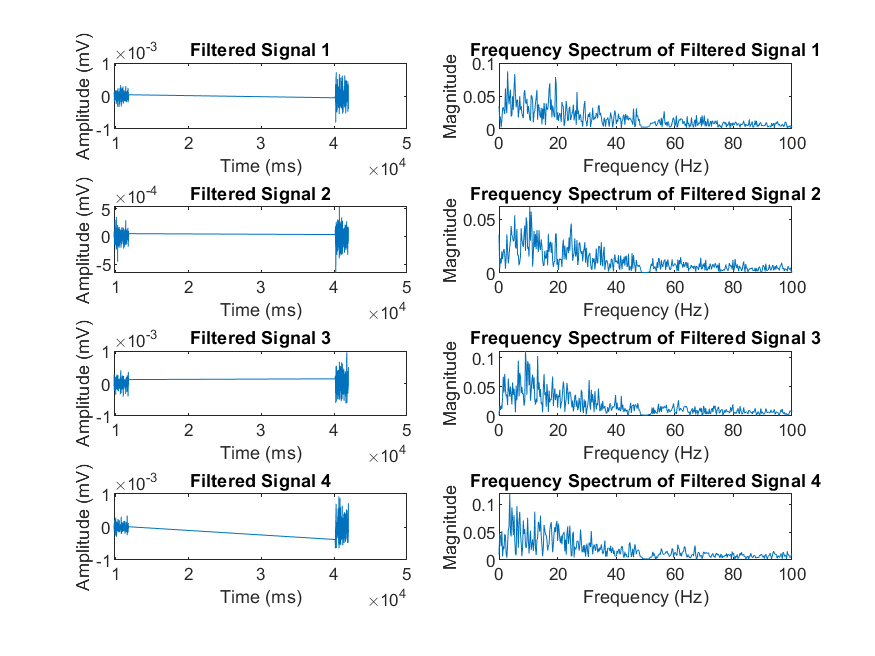 Filtered Signal 1
×10-3
Amplitude (mV)
1
0
-1
1 2 3 4 5
Time (ms)
×104
Frequency Spectrum of Filtered Signal 1
Magnitude
0.1
0.05
0
0 20 40 60 80 100
Frequency (Hz)
Filtered Signal 2
×10-4
Amplitude (mV)
5
0
-5
1 2 3 4 5
Time (ms)
×104
Frequency Spectrum of Filtered Signal 2
Magnitude
0.05
0
0 20 40 60 80 100
Frequency (Hz)
Filtered Signal 3
×10-3
Amplitude (mV)
1
0
-1
1 2 3 4 5
Time (ms)
×104
Frequency Spectrum of Filtered Signal 3
Magnitude
0.1
0.05
0
0 20 40 60 80 100
Frequency (Hz)
Filtered Signal 4
×10-3
Amplitude (mV)
1
0
-1
1 2 3 4 5
Time (ms)
×104
Frequency Spectrum of Filtered Signal 4
Magnitude
0.1
0.05
0
0 20 40 60 80 100
Frequency (Hz)